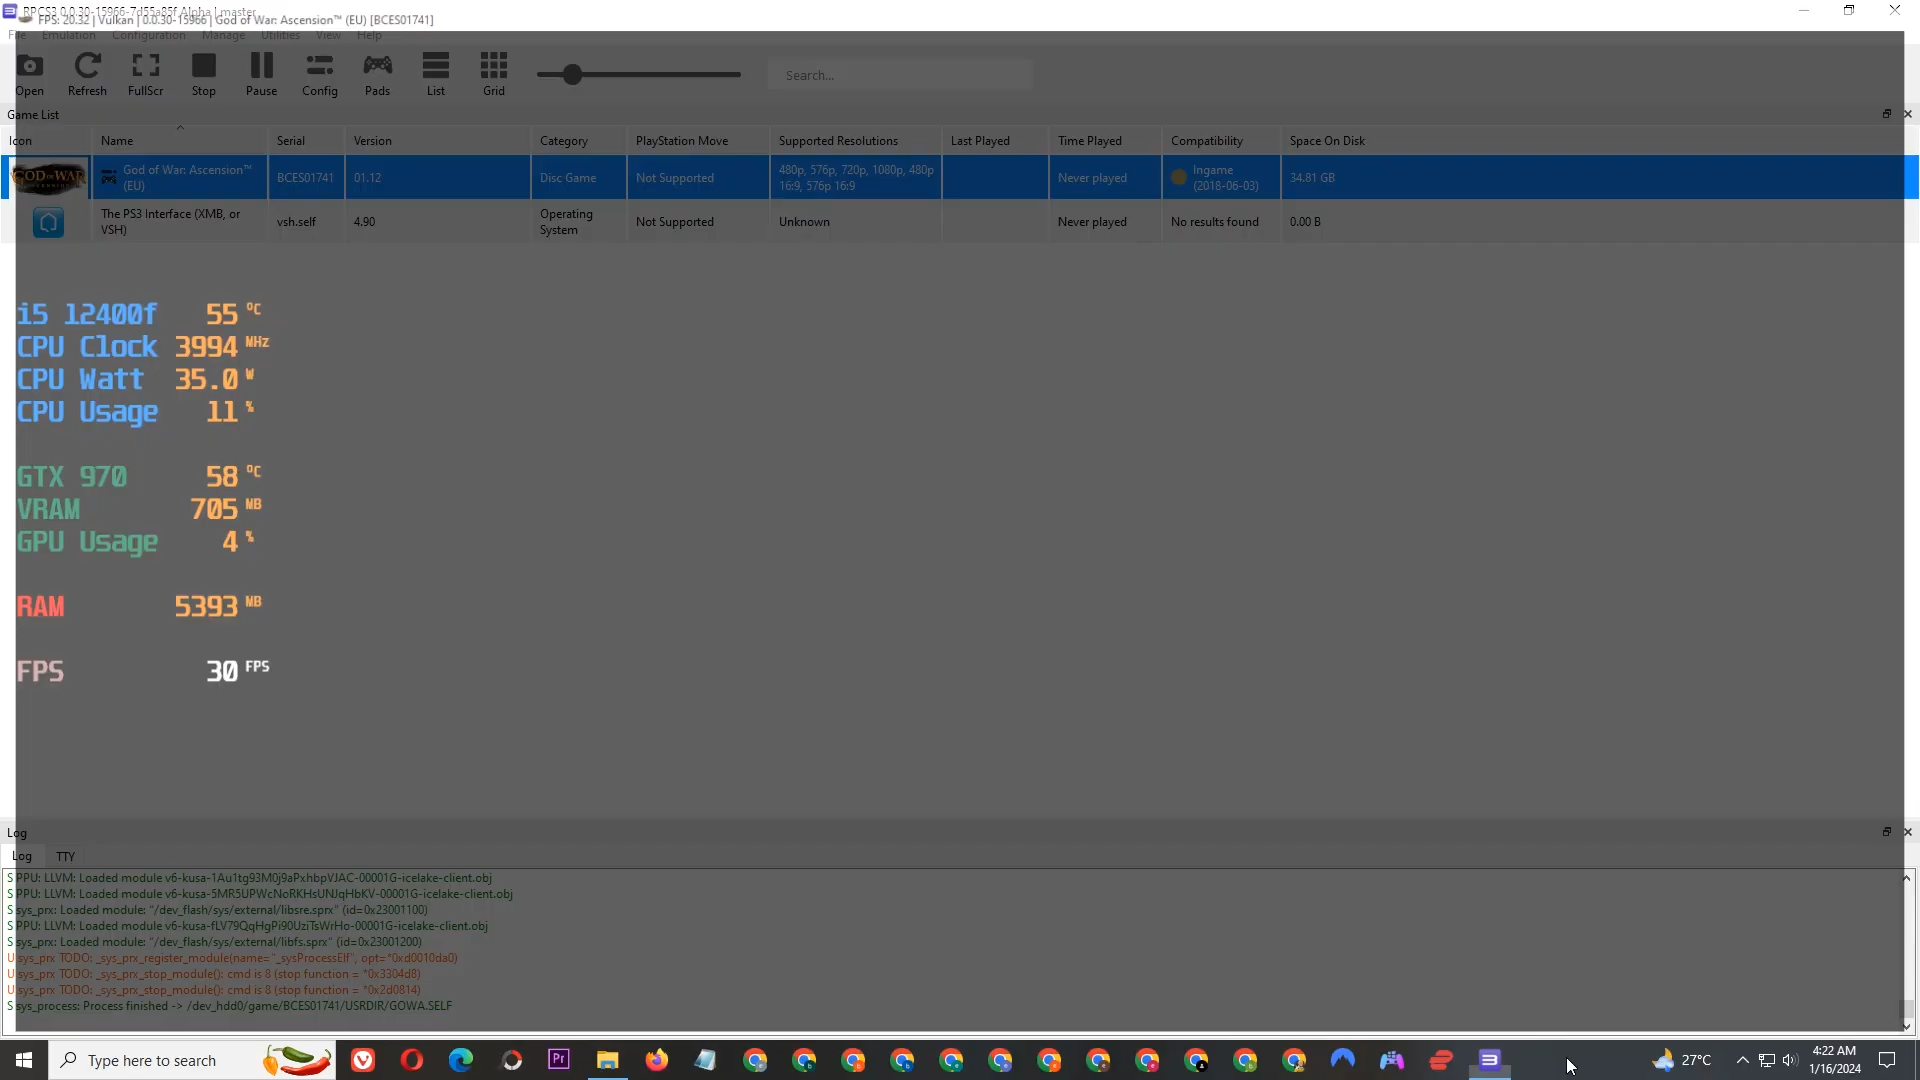 RPCS3 0.0.30-15966-7d55a85f Alpha | master
FPS: 20.32 | Vulkan | 0.0.30-15966 | God of War: Ascension™ (EU) [BCES01741]
File Emulation Configuration Manage Utilities View Help
Open Refresh FullScr Stop Pause Config Pads List Grid
Search...
Game List
Icon Name Serial Version Category PlayStation Move Supported Resolutions Last Played Time Played Compatibility Space On Disk
GOD OF WAR
God of War: Ascension™
(EU)
BCES01741 01.12 Disc Game Not Supported
480p, 576p, 720p, 1080p, 480p
16:9, 576p 16:9
Never played
Ingame
(2018-06-03)
34.81 GB
The PS3 Interface (XMB, or
VSH)
vsh.self 4.90
Operating
System
Not Supported Unknown Never played No results found 0.00 B
i5 12400f 55 °C
CPU Clock 3994 MHz
CPU Watt 35.0 W
CPU Usage 11 %
GTX 970 58 °C
VRAM 705 MB
GPU Usage 4 %
RAM 5393 MB
FPS 30 FPS
Log
Log TTY
S PPU: LLVM: Loaded module v6-kusa-1Au1tg93M0j9aPxhbpVJAC-00001G-icelake-client.obj
S PPU: LLVM: Loaded module v6-kusa-5MR5UPWcNoRKHsUNJqHbKV-00001G-icelake-client.obj
S sys_prx: Loaded module: "/dev_flash/sys/external/libsre.sprx" (id=0x23001100)
S PPU: LLVM: Loaded module v6-kusa-fLV79QqHgPi90UziTsWrHo-00001G-icelake-client.obj
S sys_prx: Loaded module: "/dev_flash/sys/external/libfs.sprx" (id=0x23001200)
U sys_prx TODO: _sys_prx_register_module(name="_sysProcessElf", opt=*0xd0010da0)
U sys_prx TODO: _sys_prx_stop_module(): cmd is 8 (stop function = *0x3304d8)
U sys_prx TODO: _sys_prx_stop_module(): cmd is 8 (stop function = *0x2d0814)
S sys_process: Process finished -> /dev_hdd0/game/BCES01741/USRDIR/GOWA.SELF
Type here to search
Pr
27°C
4:22 AM
1/16/2024